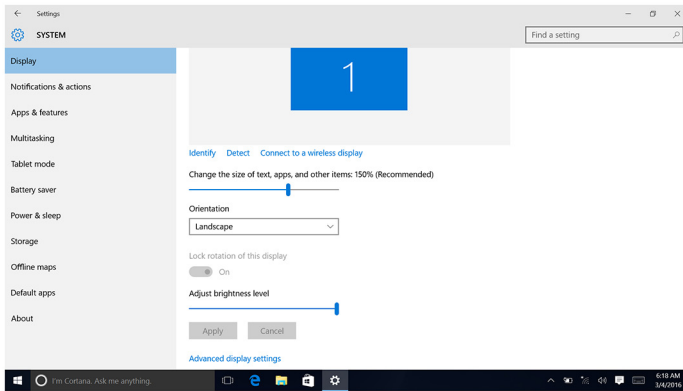 Settings
SYSTEM
Find a setting
Display
Notifications & actions
Apps & features
Multitasking
Tablet mode
Battery saver
Power & sleep
Storage
Offline maps
Default apps
About
1
Identify Detect Connect to a wireless display
Change the size of text, apps, and other items: 150% (Recommended)
Orientation
Landscape
Lock rotation of this display
On
Adjust brightness level
Apply Cancel
Advanced display settings
I'm Cortana. Ask me anything.
6:18 AM
3/4/2016